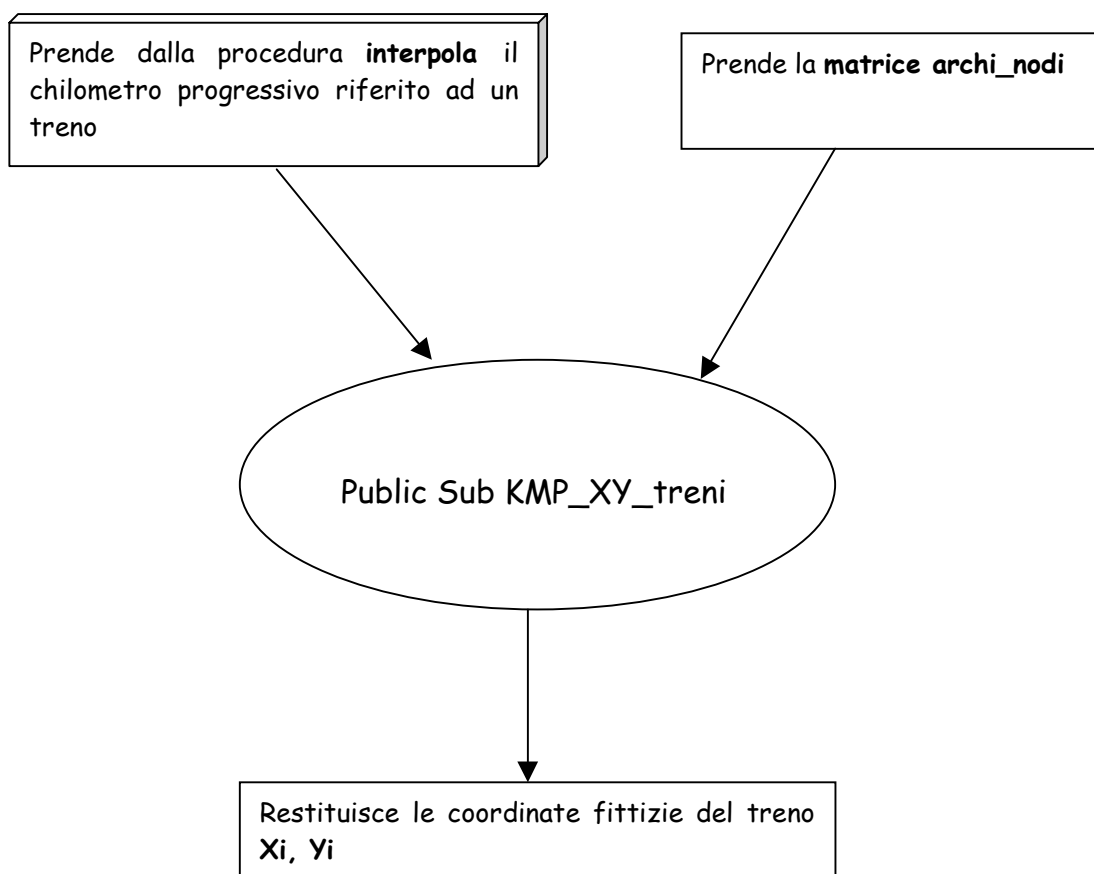 Prende dalla procedura interpola il
chilometro progressivo riferito ad un
treno
Prende la matrice archi_nodi
Public Sub KMP_XY_treni
Restituisce le coordinate fittizie del treno
Xi, Yi